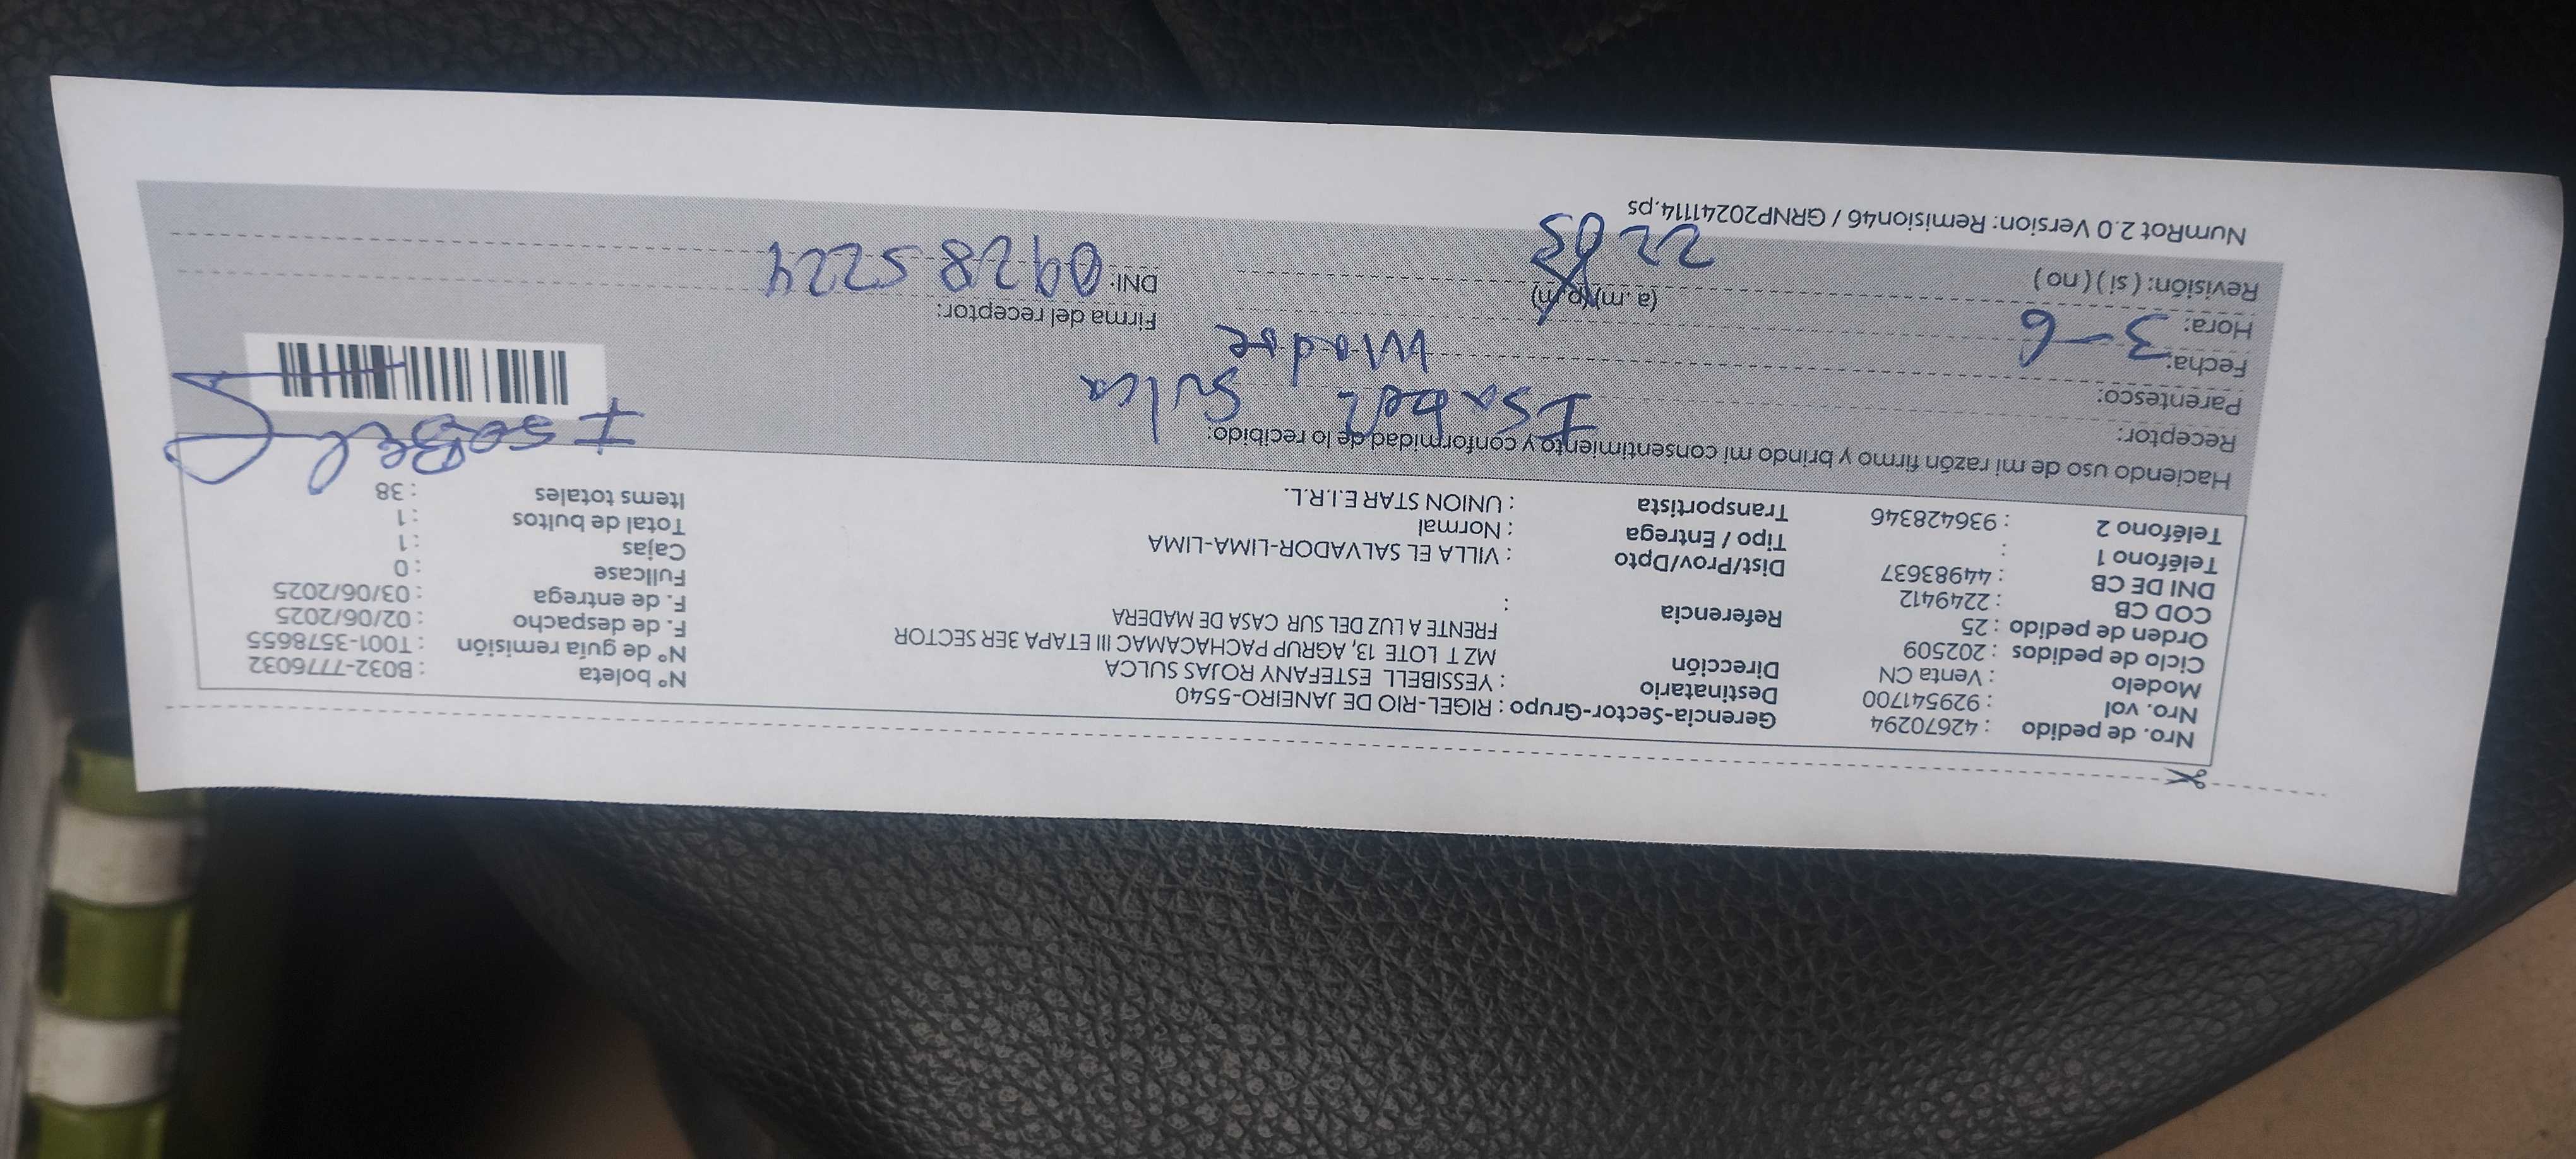 Nro. de pedido : 42670294 Gerencia-Sector-Grupo : RIGEL-RIO DE JANEIRO-5540 N° boleta : B032-7776032
Nro. vol : 929541700 Destinatario : YESSIBELL ESTEFANY ROJAS SULCA N° de guía remisión : T001-3578655
Modelo : Venta CN Dirección MZ T LOTE 13, AGRUP PACHACAMAC III ETAPA 3ER SECTOR F. de despacho : 02/06/2025
Ciclo de pedidos : 202509 FRENTE A LUZ DEL SUR CASA DE MADERA F. de entrega : 03/06/2025
Orden de pedido : 25 Referencia : Fullcase : 0
COD CB : 2249412 Dist/Prov/Dpto : VILLA EL SALVADOR-LIMA-LIMA Cajas : 1
DNI DE CB : 44983637 Tipo / Entrega : Normal Total de bultos : 1
Teléfono 1 : Transportista : UNION STAR E.I.R.L. Items totales : 38
Teléfono 2 : 936428346
Haciendo uso de mi razón firmo y brindo mi consentimiento y conformidad de lo recibido:
Receptor: Isabel Sulca IsaBel
Parentesco: Madre
Fecha: 3-6 Firma del receptor:
Hora: (a. m) (p. m) DNI: 09285224
Revisión: ( si ) ( no )
NumRot 2.0 Version: Remision46 / GRNP20241114.ps